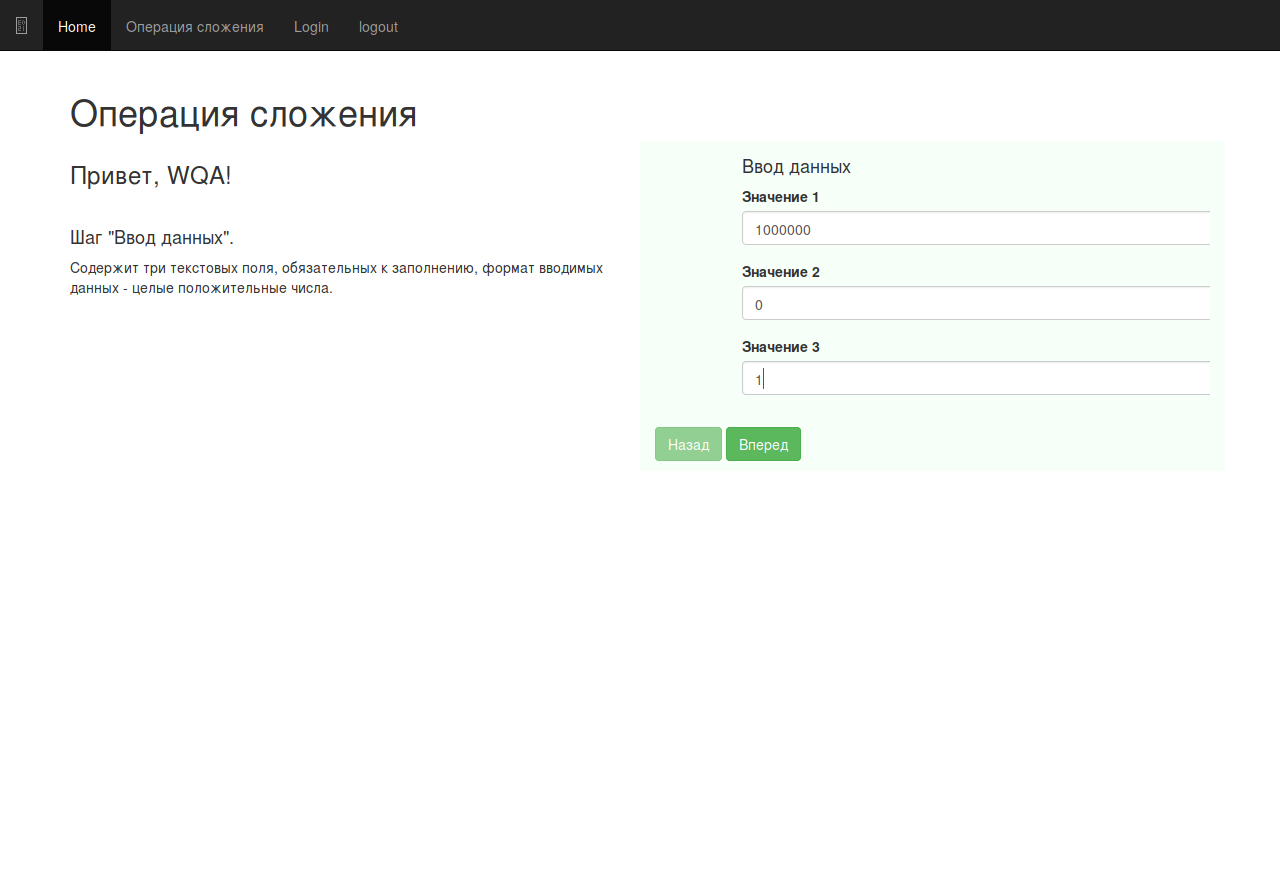 Home Операция сложения Login logout
Операция сложения
Привет, WQA!
Шаг "Ввод данных".
Содержит три текстовых поля, обязательных к заполнению, формат вводимых
данных - целые положительные числа.
Ввод данных
Значение 1
1000000
Значение 2
0
Значение 3
1
Назад Вперед